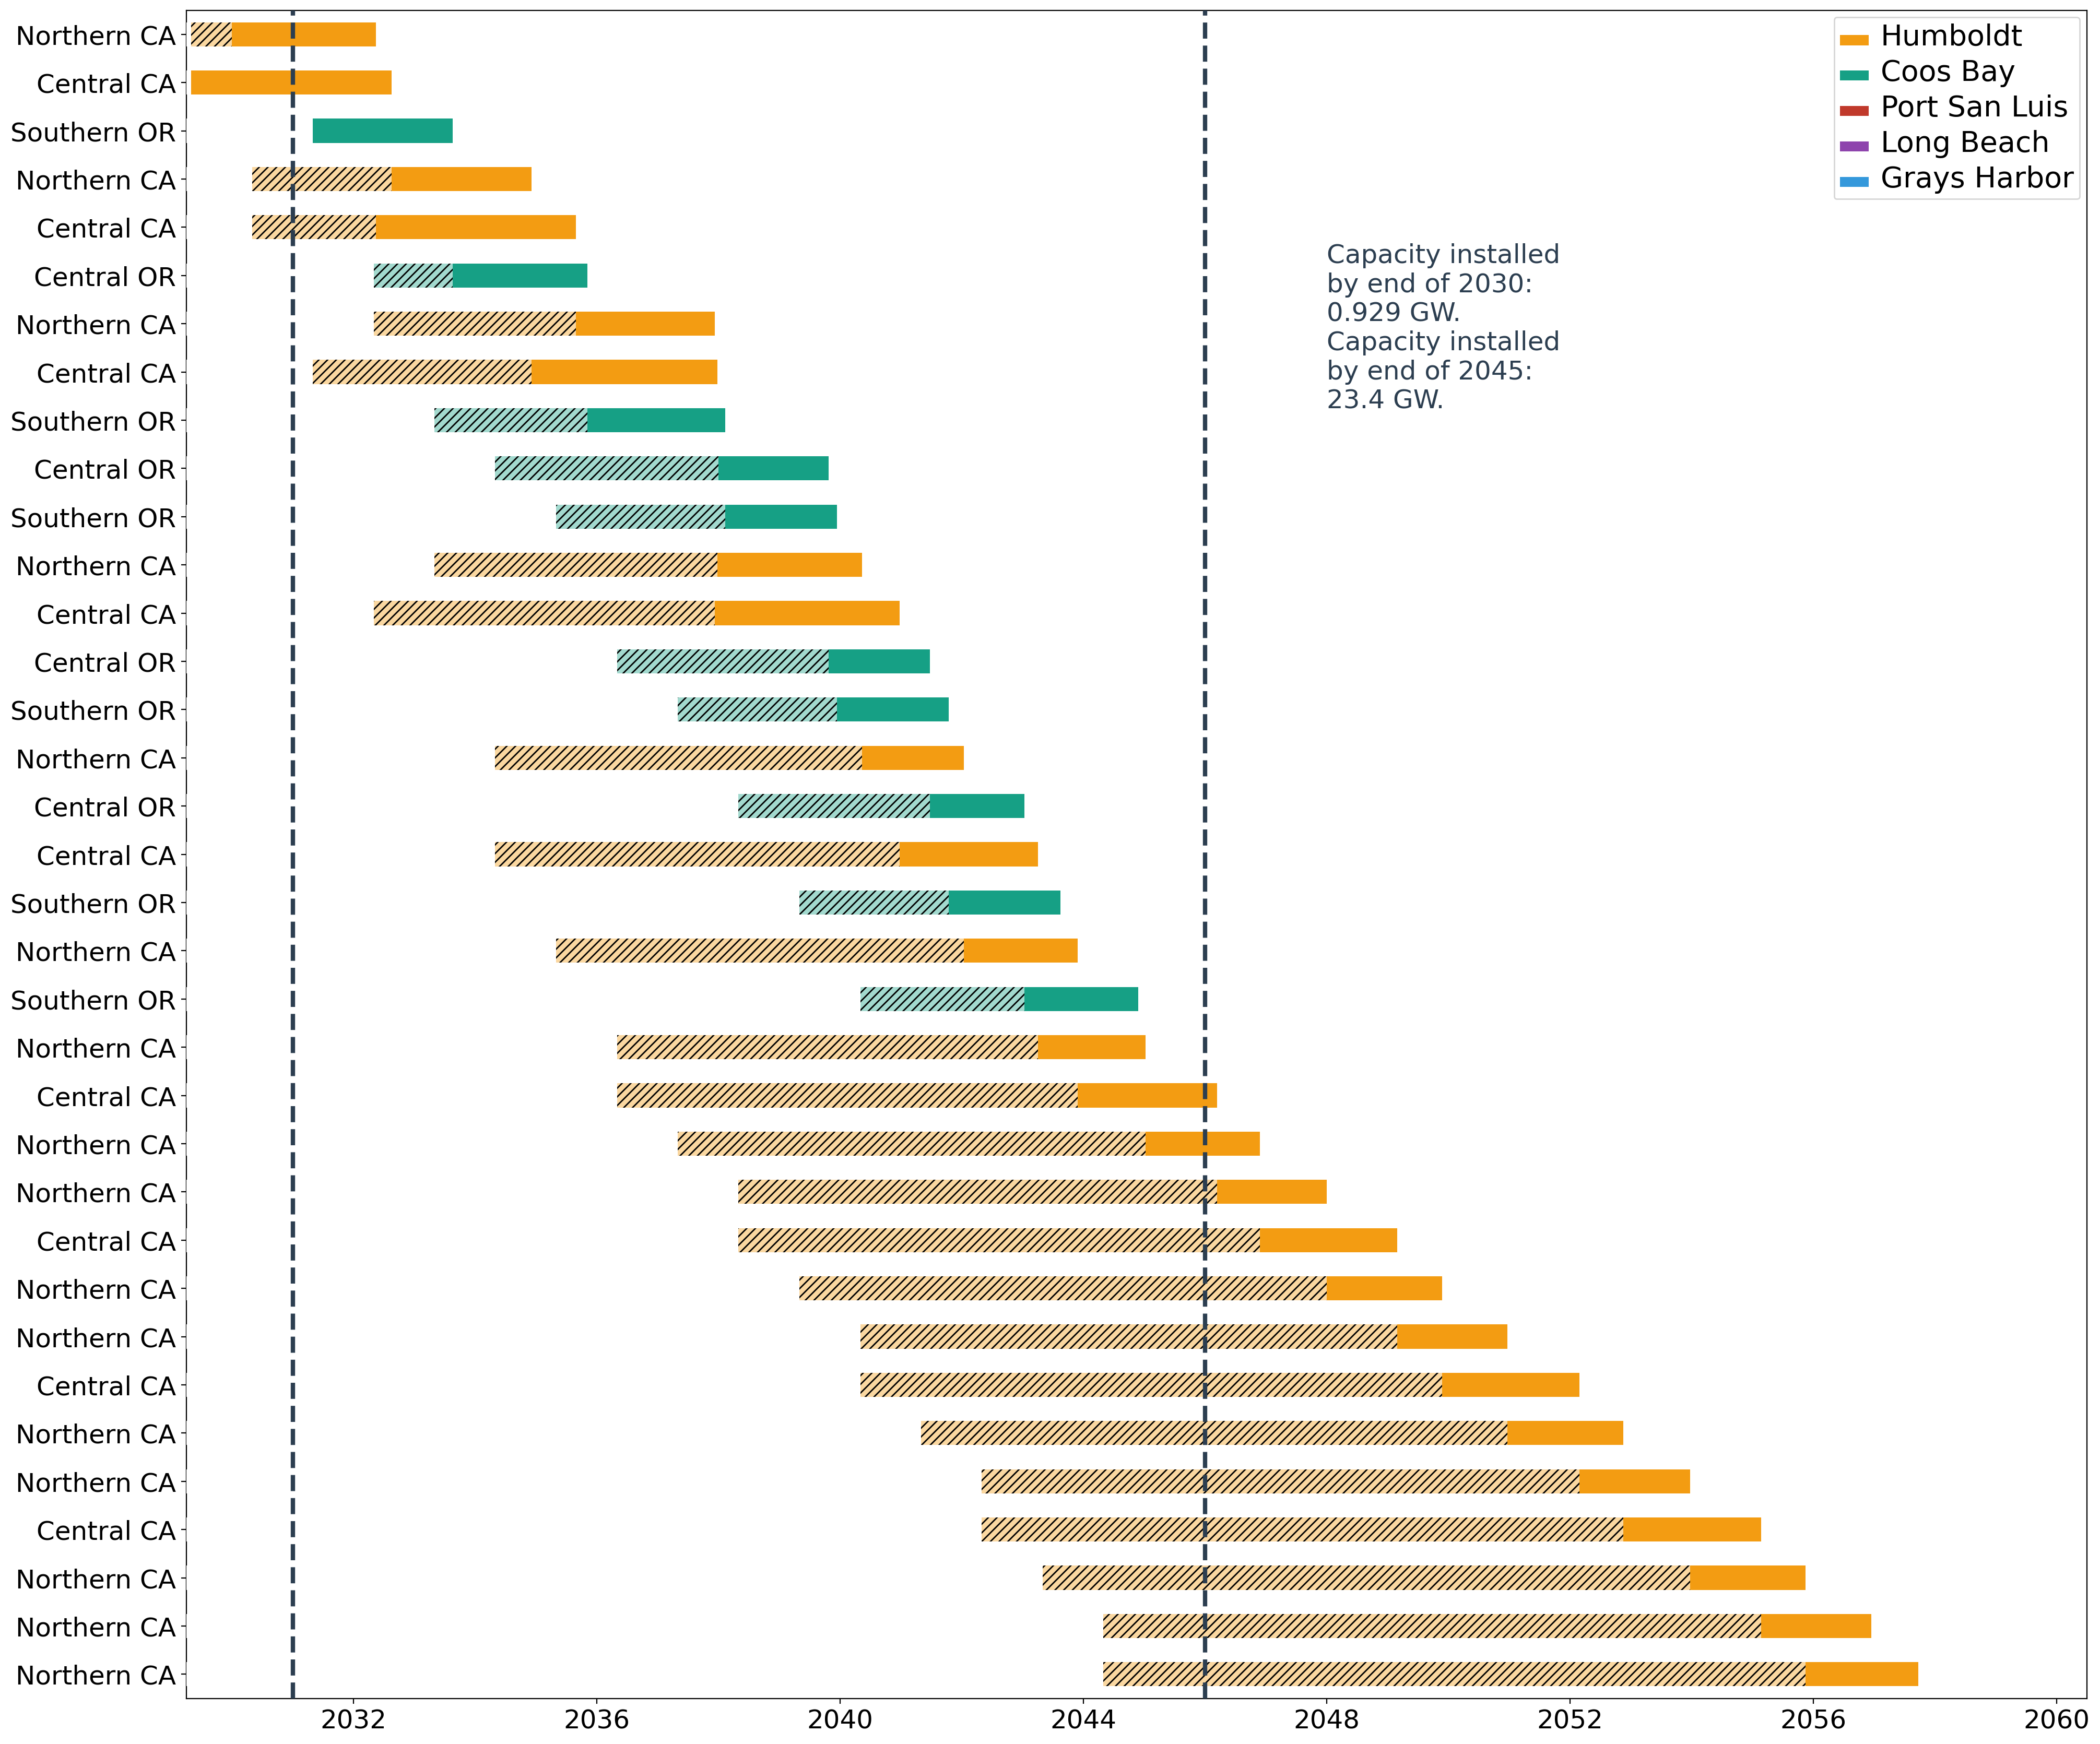 Northern CA
Central CA
Southern OR
Northern CA
Central CA
Central OR
Northern CA
Central CA
Southern OR
Central OR
Southern OR
Northern CA
Central CA
Central OR
Southern OR
Northern CA
Central OR
Central CA
Southern OR
Northern CA
Southern OR
Northern CA
Central CA
Northern CA
Northern CA
Central CA
Northern CA
Northern CA
Central CA
Northern CA
Northern CA
Central CA
Northern CA
Northern CA
Northern CA
Humboldt
Coos Bay
Port San Luis
Long Beach
Grays Harbor
Capacity installed
by end of 2030:
0.929 GW.
Capacity installed
by end of 2045:
23.4 GW.
2032 2036 2040 2044 2048 2052 2056 2060